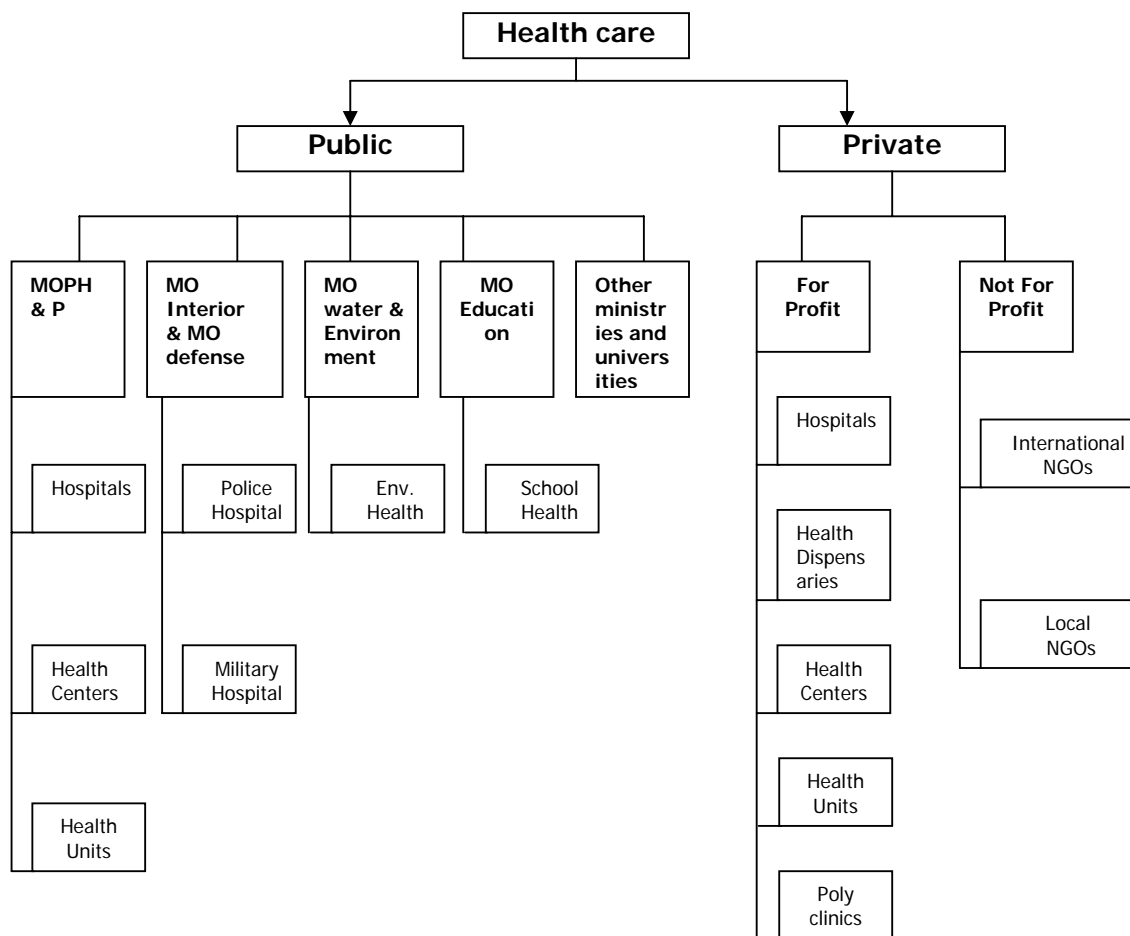 Health care
Public
Private
MOPH
& P
MO
Interior
& MO
defense
MO
water &
Environ
ment
MO
Educati
on
Other
ministr
ies and
univers
ities
For
Profit
Not For
Profit
Hospitals
Health
Centers
Health
Units
Police
Hospital
Military
Hospital
Env.
Health
School
Health
Hospitals
Health
Dispens
aries
Health
Centers
Health
Units
Poly
clinics
International
NGOs
Local
NGOs